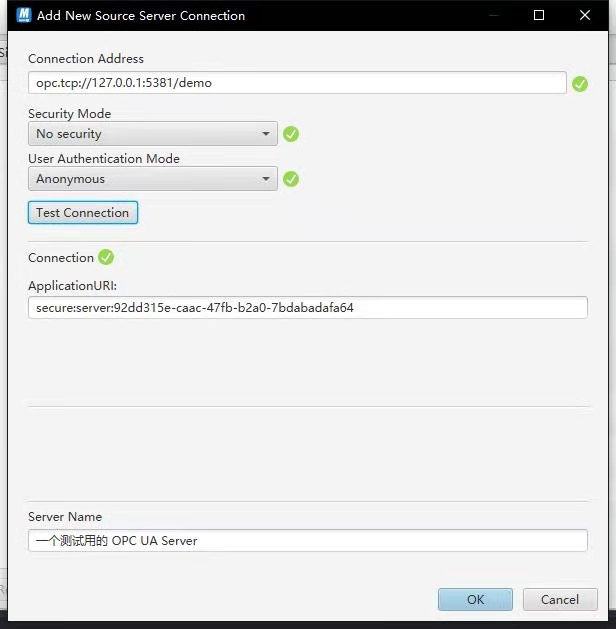 Add New Source Server Connection
Connection Address
opc.tcp://127.0.0.1:5381/demo
Security Mode
No security
User Authentication Mode
Anonymous
Test Connection
Connection
ApplicationURI:
secure:server:92dd315e-caac-47fb-b2a0-7bdabadafa64
Server Name
一个测试用的 OPC UA Server
OK Cancel